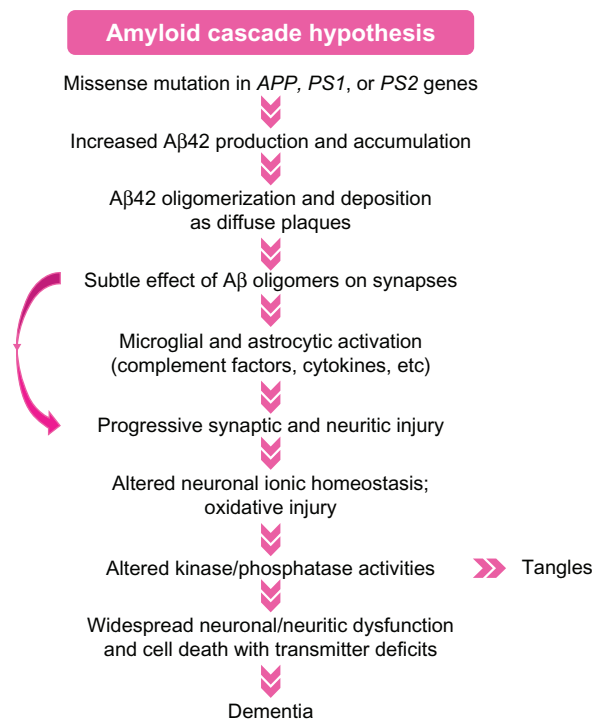 Amyloid cascade hypothesis
Missense mutation in APP, PS1, or PS2 genes
Increased Aβ42 production and accumulation
Aβ42 oligomerization and deposition
as diffuse plaques
Subtle effect of Aβ oligomers on synapses
Microglial and astrocytic activation
(complement factors, cytokines, etc)
Progressive synaptic and neuritic injury
Altered neuronal ionic homeostasis;
oxidative injury
Altered kinase/phosphatase activities
Tangles
Widespread neuronal/neuritic dysfunction
and cell death with transmitter deficits
Dementia